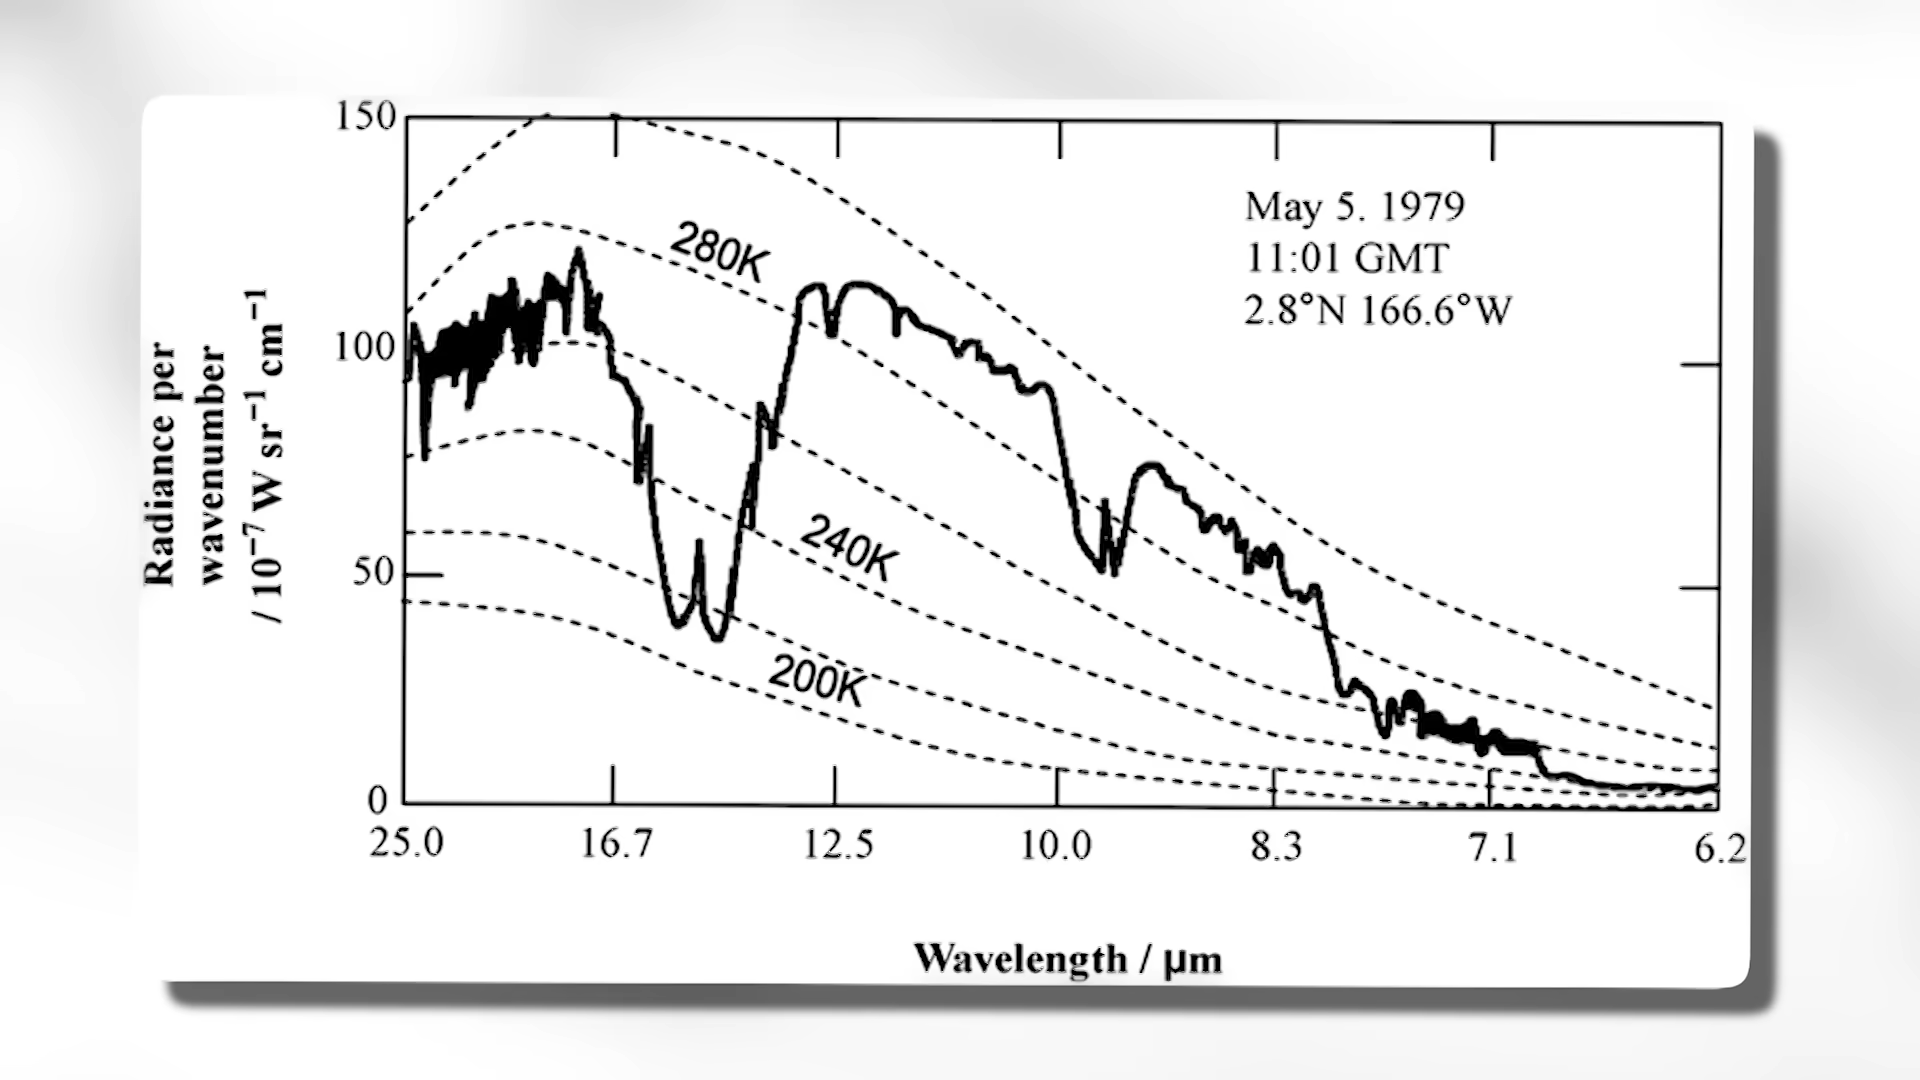 150
100
50
0
Radiance per
wavenumber
/ 10⁻⁷ W sr⁻¹ cm⁻¹
280K
240K
200K
May 5. 1979
11:01 GMT
2.8°N 166.6°W
25.0 16.7 12.5 10.0 8.3 7.1 6.2
Wavelength / µm